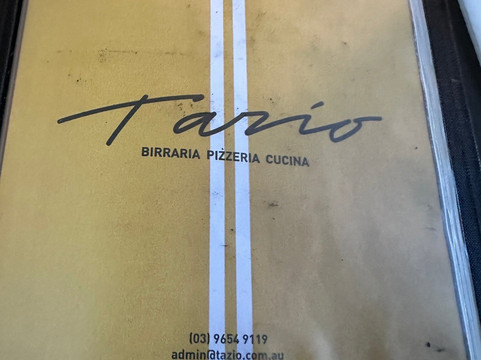 Tazio
BIRRARIA PIZZERIA CUCINA
(03) 9654 9119
admin@tazio.com.au